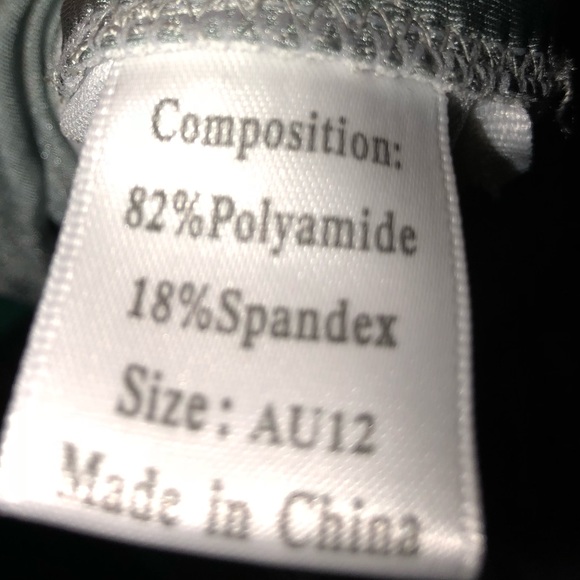 Composition:
82%Polyamide
18%Spandex
Size: AU12
Made in China